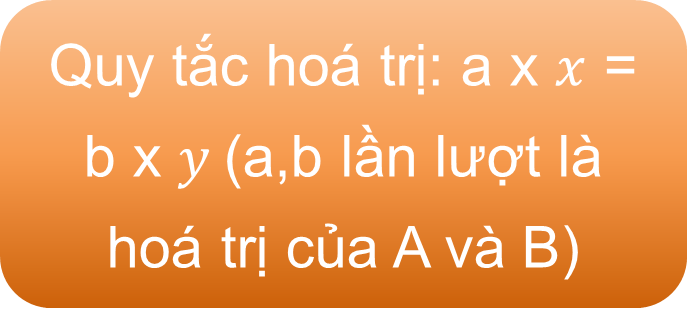 Quy tắc hoá trị: a x 𝑥 =
b x 𝑦 (a,b lần lượt là
hoá trị của A và B)